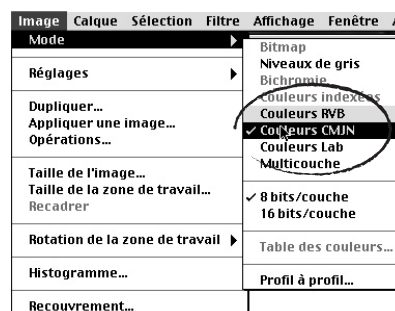 Image Calque Sélection Filtre Affichage Fenêtre
Mode
Réglages
Dupliquer...
Appliquer une image...
Opérations...
Taille de l'image...
Taille de la zone de travail...
Recadrer
Rotation de la zone de travail
Histogramme...
Recouvrement...
Bitmap
Niveaux de gris
Bichromie
Couleurs indexées
Couleurs RVB
✓ Couleurs CMJN
Couleurs Lab
Multicouche
✓ 8 bits/couche
16 bits/couche
Table des couleurs...
Profil à profil...